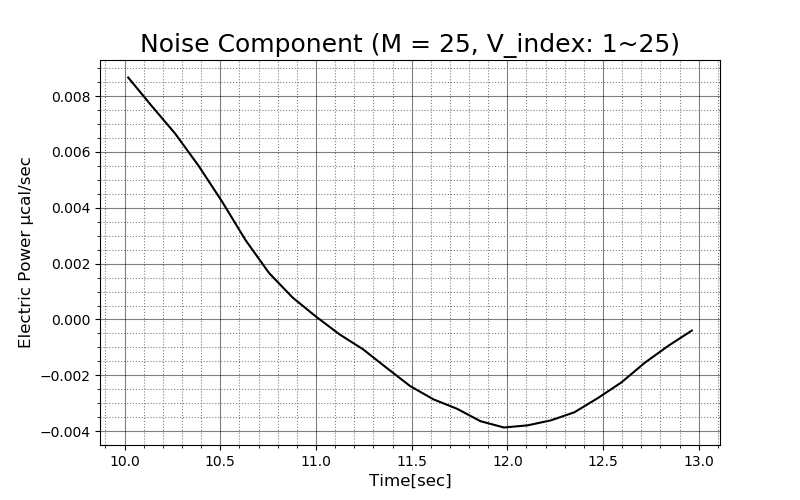 Noise Component (M = 25, V_index: 1~25)
Electric Power μcal/sec
0.008
0.006
0.004
0.002
0.000
−0.002
−0.004
10.0 10.5 11.0 11.5 12.0 12.5 13.0
Time[sec]